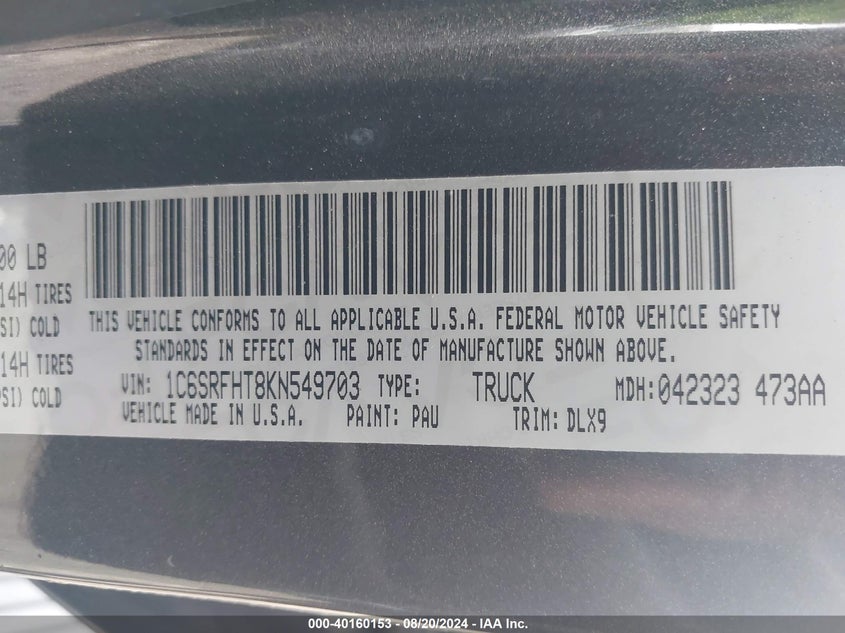 00 LB
14H TIRES
SI) COLD
14H TIRES
PSI) COLD
THIS VEHICLE CONFORMS TO ALL APPLICABLE U.S.A. FEDERAL MOTOR VEHICLE SAFETY
STANDARDS IN EFFECT ON THE DATE OF MANUFACTURE SHOWN ABOVE.
VIN: 1C6SRFHT8KN549703 TYPE: TRUCK MDH:042323 473AA
VEHICLE MADE IN U.S.A. PAINT: PAU TRIM: DLX9
000-40160153 - 08/20/2024 - IAA Inc.